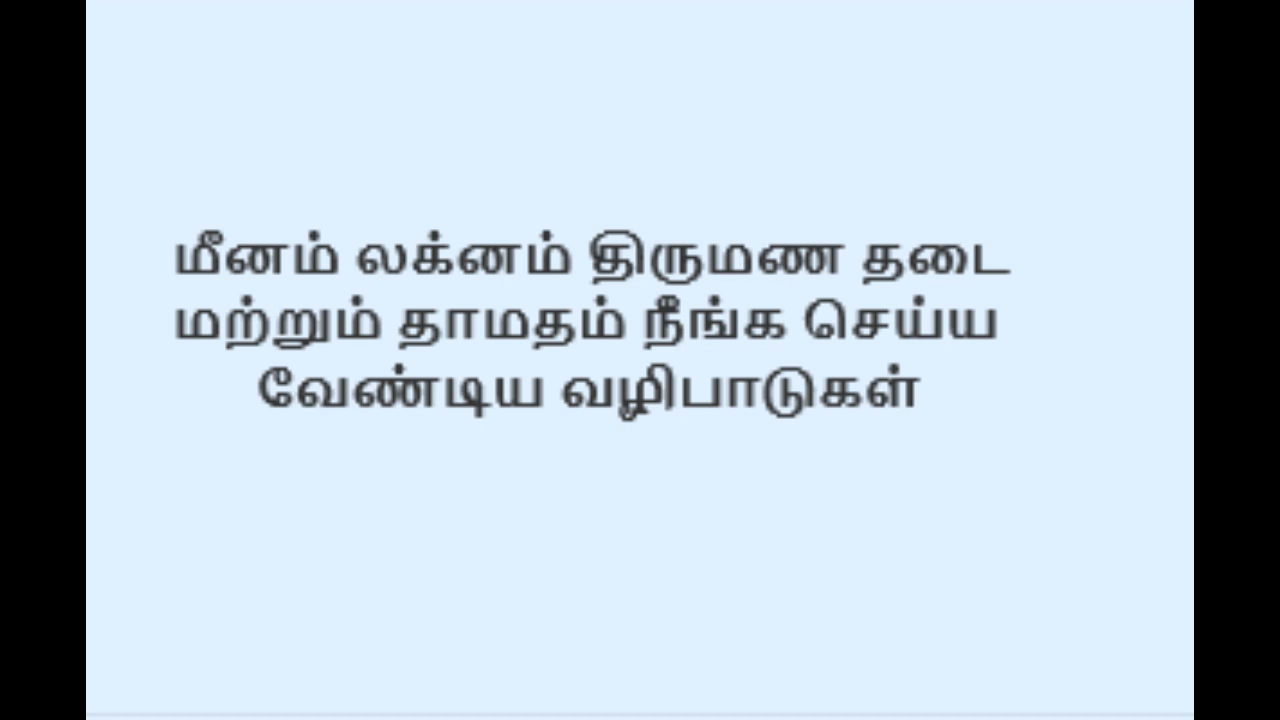 மீனம் லக்னம் திருமண தடை
மற்றும் தாமதம் நீங்க செய்ய
வேண்டிய வழிபாடுகள்